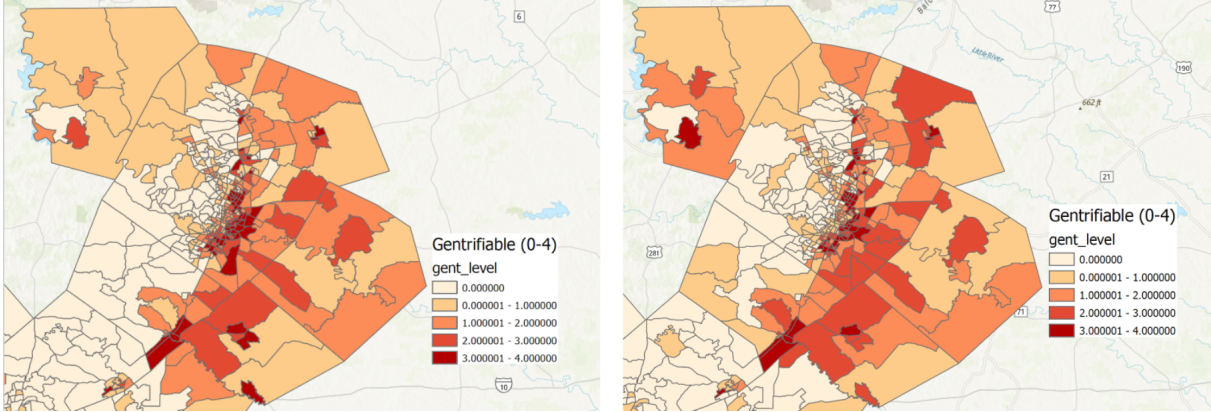 6
Gentrifiable (0-4)
gent_level
0.000000
0.000001 - 1.000000
1.000001 - 2.000000
2.000001 - 3.000000
3.000001 - 4.000000
10
77
Little River
190
662 ft
21
281
Gentrifiable (0-4)
gent_level
0.000000
0.000001 - 1.000000
1.000001 - 2.000000
2.000001 - 3.000000
3.000001 - 4.000000
71